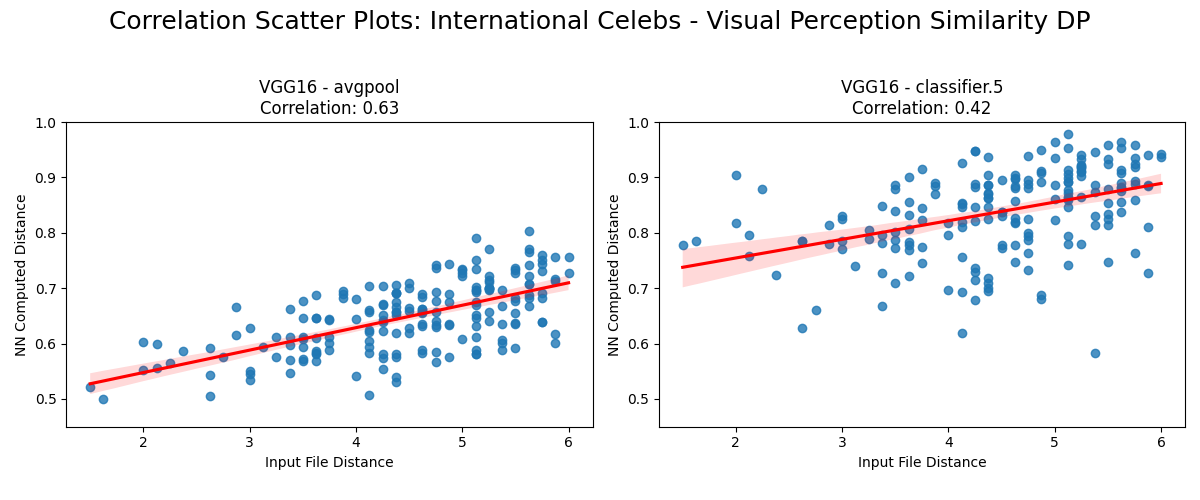 Correlation Scatter Plots: International Celebs - Visual Perception Similarity DP
VGG16 - avgpool
Correlation: 0.63
1.0
0.9
0.8
0.7
0.6
0.5
NN Computed Distance
2 3 4 5 6
Input File Distance
VGG16 - classifier.5
Correlation: 0.42
1.0
0.9
0.8
0.7
0.6
0.5
NN Computed Distance
2 3 4 5 6
Input File Distance